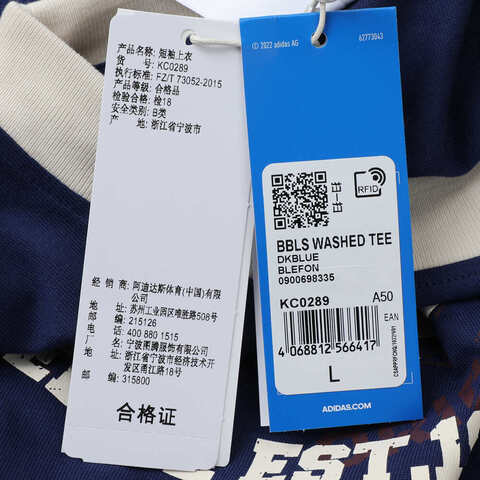 产品名称: 短袖上衣
货 号: KC0289
执行标准: FZ/T 73052-2015
产品等级: 合格品
检验合格: 检18
安全类别: B类
产 地: 浙江省宁波市
经 销 商: 阿迪达斯体育(中国)有限
公司
地 址: 苏州工业园区唯胜路508号
邮 编: 215126
电 话: 400 880 1515
厂 名: 宁波图腾服饰有限公司
地 址: 浙江省宁波市经济技术开
发区甬江路18号
邮 编: 315800
合格证
© 2022 adidas AG
62773043
RFID
BBLS WASHED TEE
DKBLUE
BLEFON
0900698335
KC0289 A50
EAN
4 068812 566417
L
ADIDAS.COM
EST.1